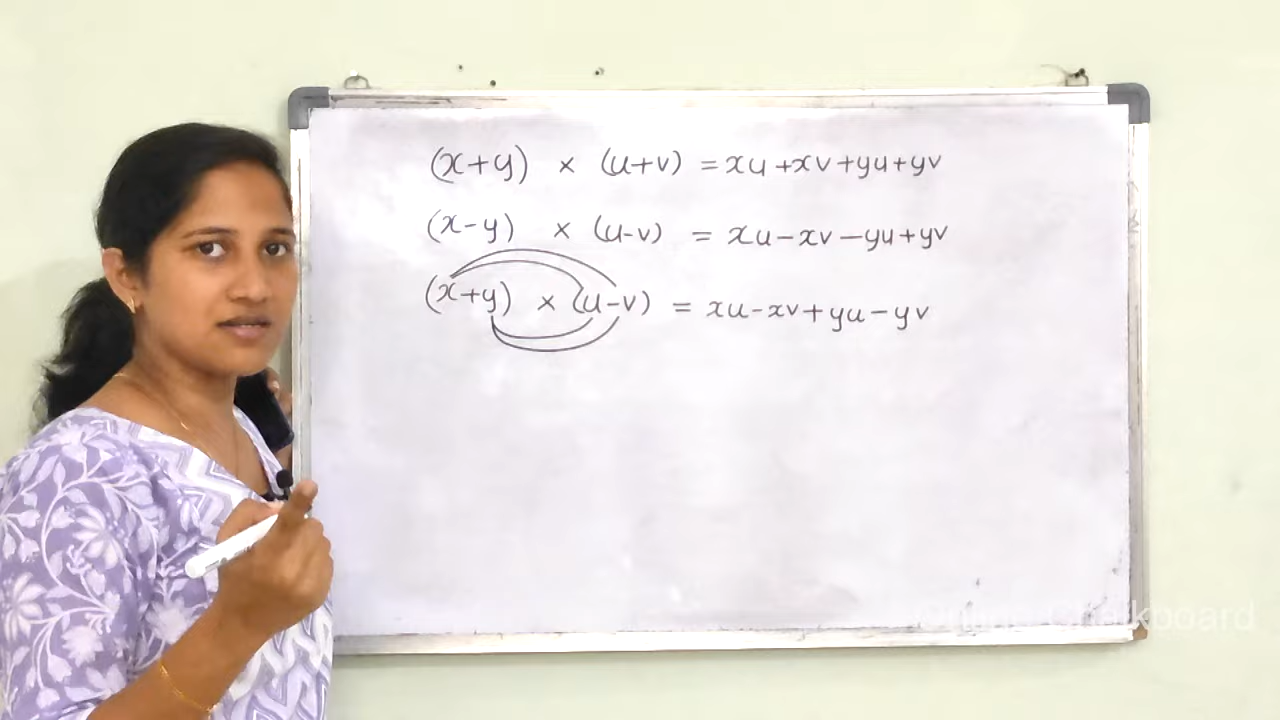 (x+y) × (u+v) = xu+xv+yu+yv
(x-y) × (u-v) = xu-xv-yu+yv
(x+y) × (u-v) = xu-xv+yu-yv